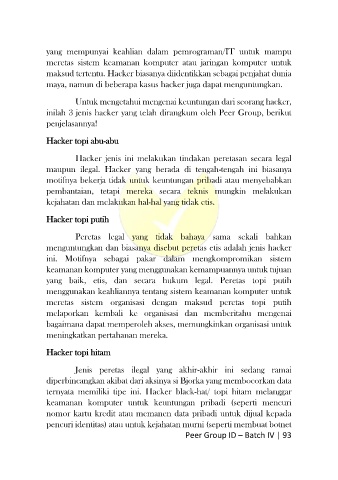 yang mempunyai keahlian dalam pemrograman/IT untuk mampu
meretas sistem keamanan komputer atau jaringan komputer untuk
maksud tertentu. Hacker biasanya diidentikkan sebagai penjahat dunia
maya, namun di beberapa kasus hacker juga dapat menguntungkan.
Untuk mengetahui mengenai keuntungan dari seorang hacker,
inilah 3 jenis hacker yang telah dirangkum oleh Peer Group, berikut
penjelasannya!
Hacker topi abu-abu
Hacker jenis ini melakukan tindakan peretasan secara legal
maupun ilegal. Hacker yang berada di tengah-tengah ini biasanya
motifnya bekerja tidak untuk keuntungan pribadi atau menyebabkan
pembantaian, tetapi mereka secara teknis mungkin melakukan
kejahatan dan melakukan hal-hal yang tidak etis.
Hacker topi putih
Peretas legal yang tidak bahaya sama sekali bahkan
menguntungkan dan biasanya disebut peretas etis adalah jenis hacker
ini. Motifnya sebagai pakar dalam mengkompromikan sistem
keamanan komputer yang menggunakan kemampuannya untuk tujuan
yang baik, etis, dan secara hukum legal. Peretas topi putih
menggunakan keahliannya tentang sistem keamanan komputer untuk
meretas sistem organisasi dengan maksud peretas topi putih
melaporkan kembali ke organisasi dan memberitahu mengenai
bagaimana dapat memperoleh akses, memungkinkan organisasi untuk
meningkatkan pertahanan mereka.
Hacker topi hitam
Jenis peretas ilegal yang akhir-akhir ini sedang ramai
diperbincangkan akibat dari aksinya si Bjorka yang membocorkan data
ternyata memiliki tipe ini. Hacker black-hat/ topi hitam melanggar
keamanan komputer untuk keuntungan pribadi (seperti mencuri
nomor kartu kredit atau memanen data pribadi untuk dijual kepada
pencuri identitas) atau untuk kejahatan murni (seperti membuat botnet
Peer Group ID – Batch IV | 93